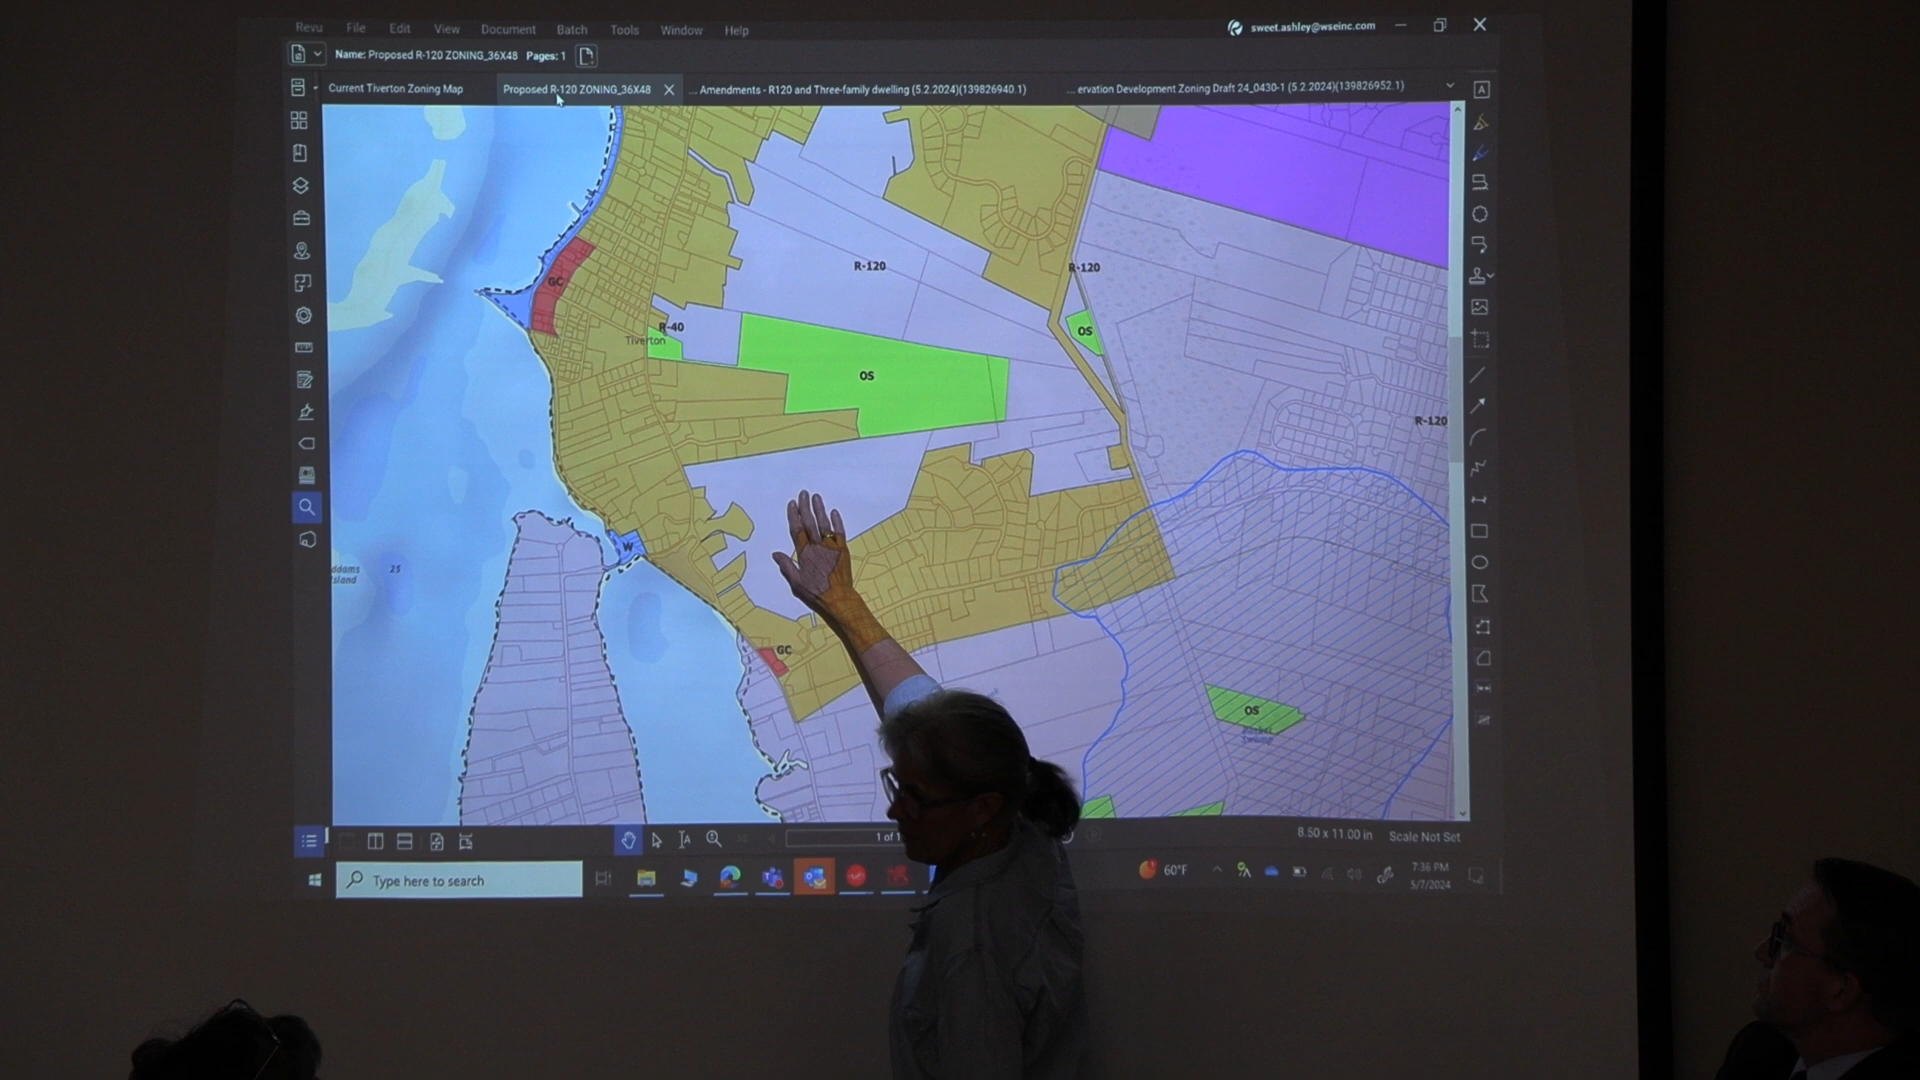 Revu File Edit View Document Batch Tools Window Help
sweet.ashley@wseinc.com
Name: Proposed R-120 ZONING_36X48 Pages: 1
Current Tiverton Zoning Map
Proposed R-120 ZONING_36X48
... Amendments - R120 and Three-family dwelling (5.2.2024)(139826940.1)
... ervation Development Zoning Draft 24_0430-1 (5.2.2024)(139826952.1)
R-120
R-120
GC
R-40
Tiverton
OS
OS
R-120
W
25
GC
OS
1 of 1
8.50 x 11.00 in
Scale Not Set
Type here to search
60°F
7:36 PM
5/7/2024